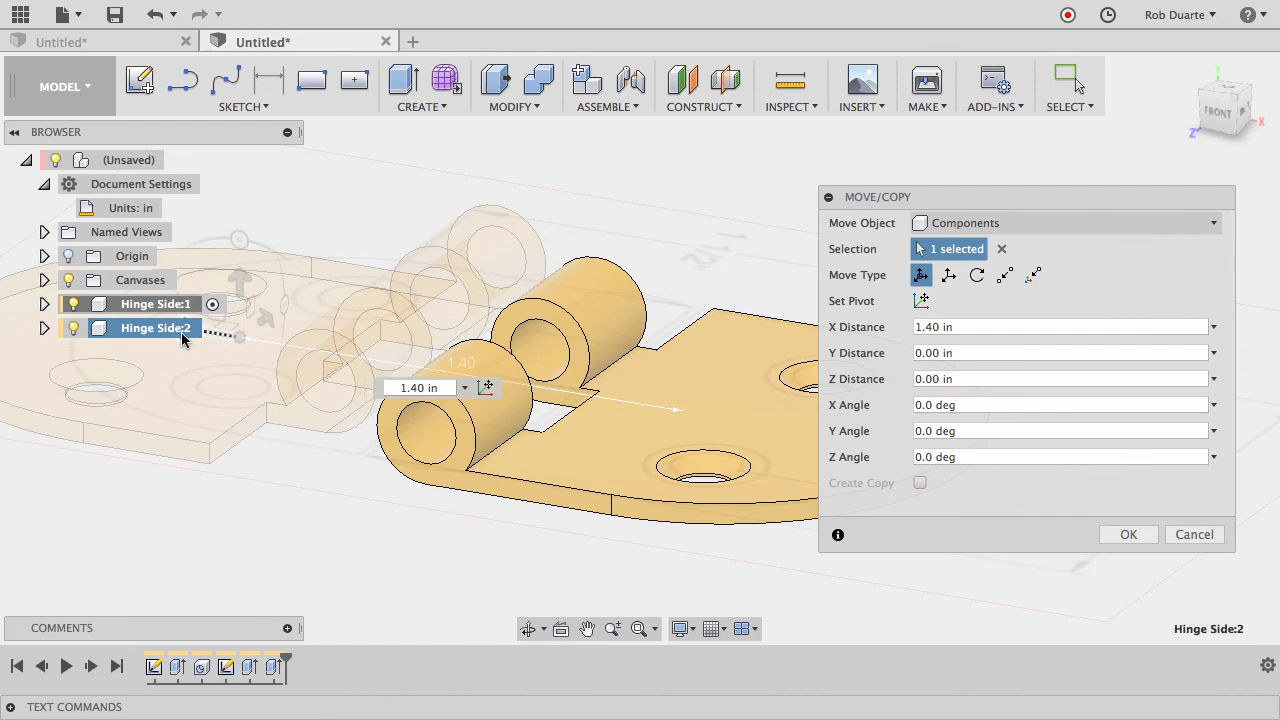 Rob Duarte
Untitled*
Untitled*
MODEL
SKETCH
CREATE
MODIFY
ASSEMBLE
CONSTRUCT
INSPECT
INSERT
MAKE
ADD-INS
SELECT
FRONT
Y
X
Z
BROWSER
(Unsaved)
Document Settings
Units: in
Named Views
Origin
Canvases
Hinge Side:1
Hinge Side:2
1.40
1.40 in
MOVE/COPY
Move Object Components
Selection 1 selected
Move Type
Set Pivot
X Distance 1.40 in
Y Distance 0.00 in
Z Distance 0.00 in
X Angle 0.0 deg
Y Angle 0.0 deg
Z Angle 0.0 deg
Create Copy
OK Cancel
COMMENTS
Hinge Side:2
TEXT COMMANDS